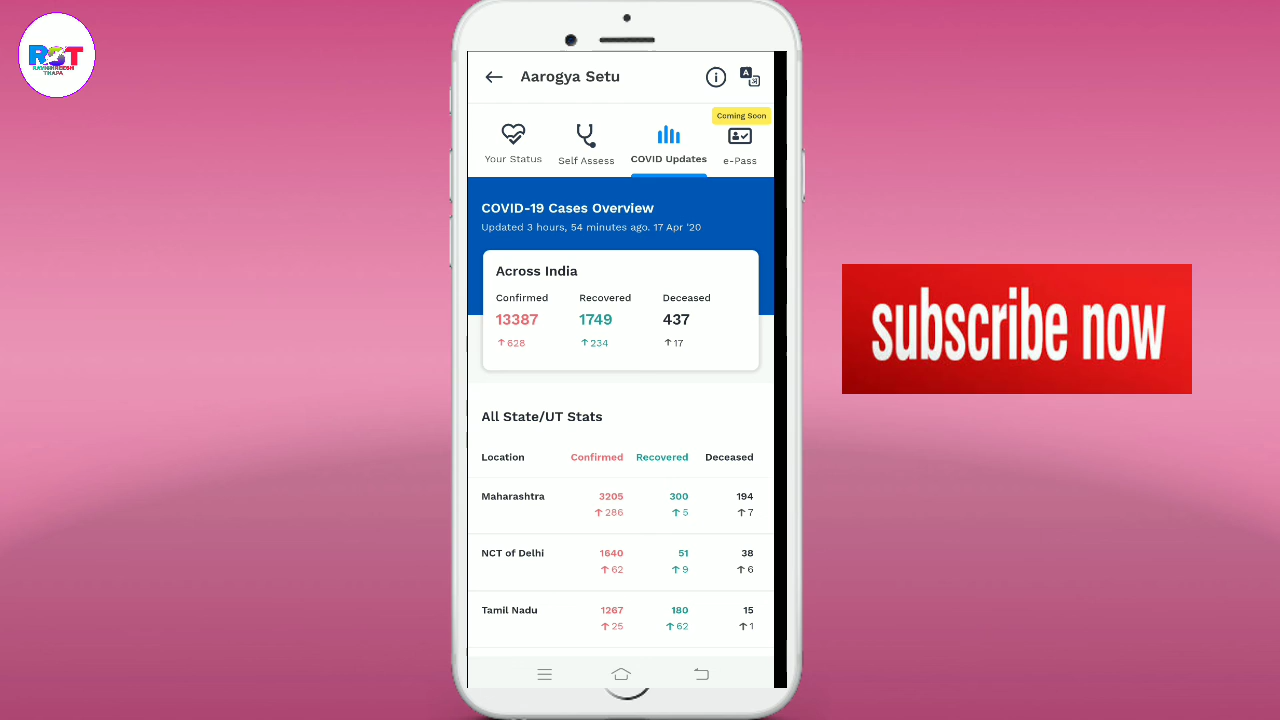 RST
RAVISHREESH
THAPA
Aarogya Setu
Coming Soon
Your Status
Self Assess
COVID Updates
e-Pass
COVID-19 Cases Overview
Updated 3 hours, 54 minutes ago. 17 Apr '20
Across India
Confirmed Recovered Deceased
13387 1749 437
↑628 ↑234 ↑17
subscribe now
All State/UT Stats
Location Confirmed Recovered Deceased
Maharashtra 3205 300 194
↑286 ↑5 ↑7
NCT of Delhi 1640 51 38
↑62 ↑9 ↑6
Tamil Nadu 1267 180 15
↑25 ↑62 ↑1